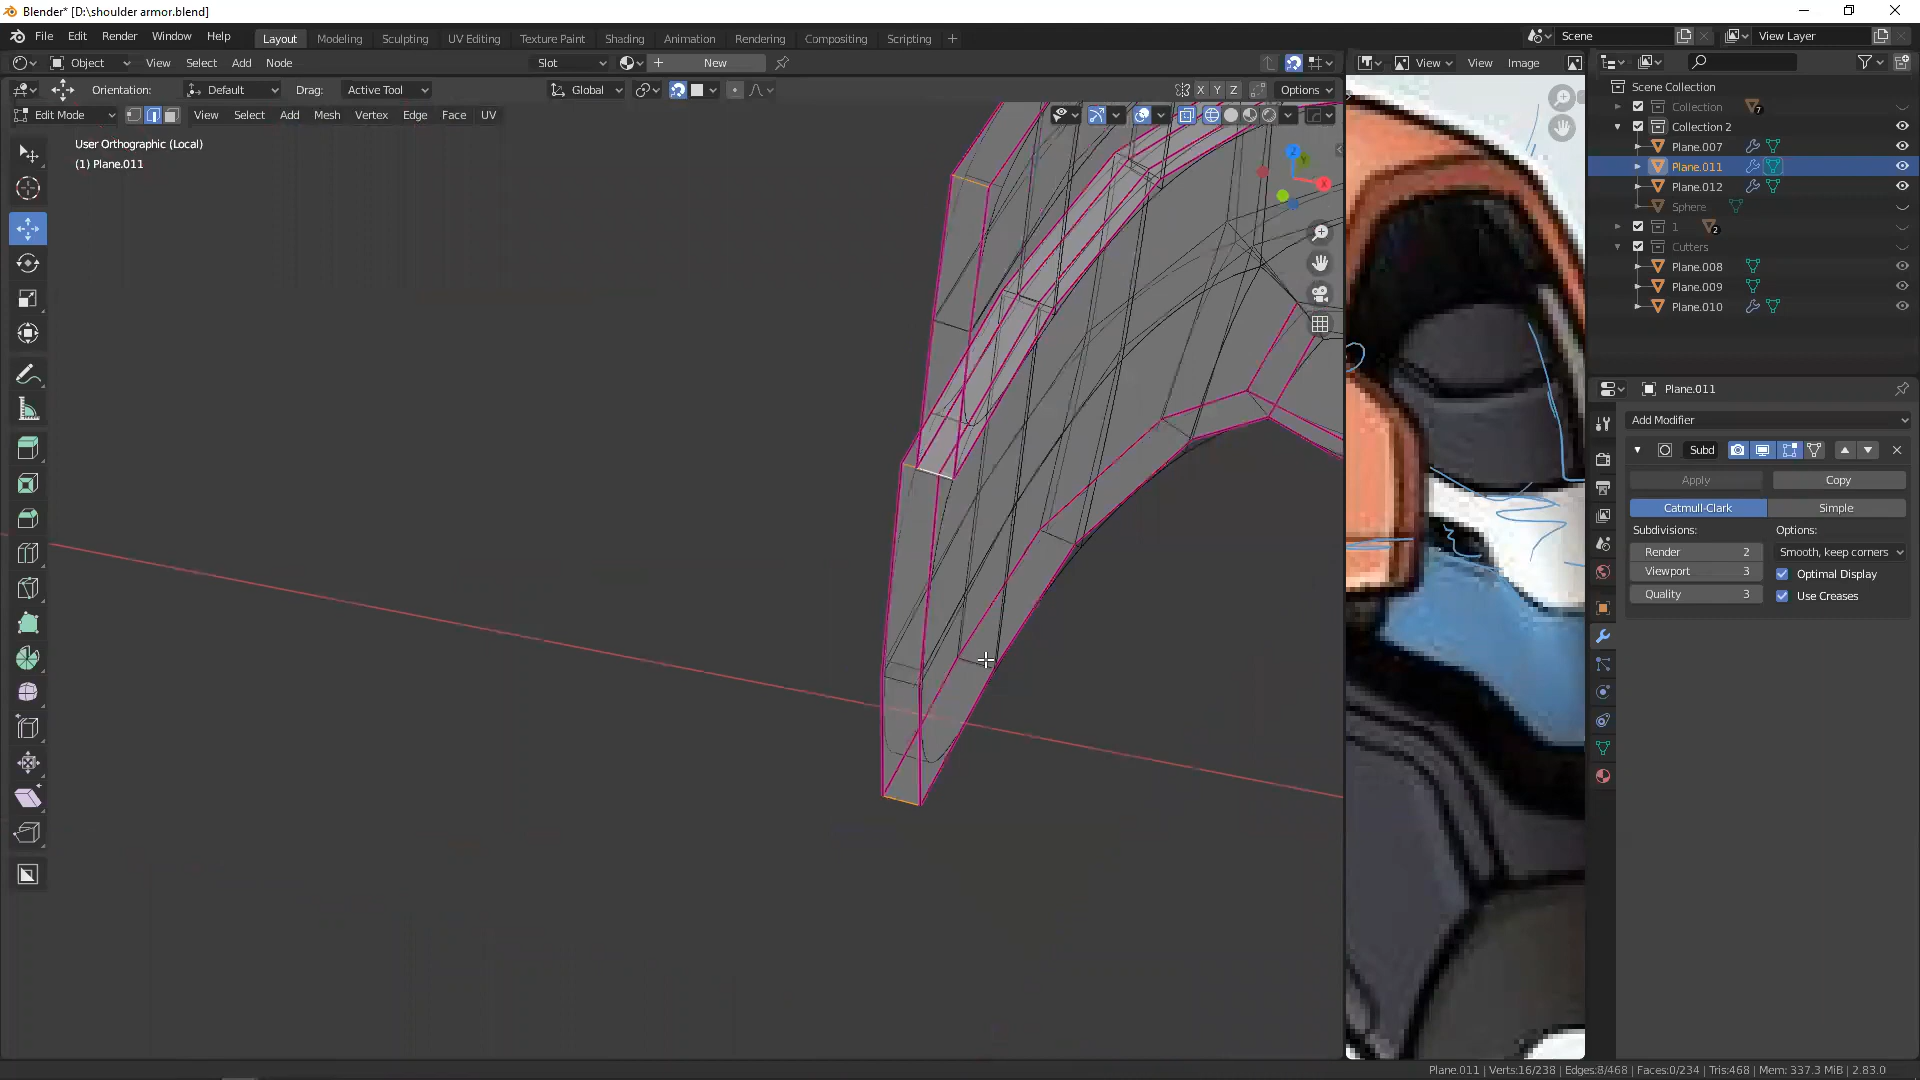 Blender* [D:\shoulder armor.blend]
File Edit Render Window Help
Layout Modeling Sculpting UV Editing Texture Paint Shading Animation Rendering Compositing Scripting
Scene
View Layer
Object View Select Add Node
Slot
New
View View Image
Orientation: Default Drag: Active Tool
Global
X Y Z
Options
Edit Mode View Select Add Mesh Vertex Edge Face UV
User Orthographic (Local)
(1) Plane.011
Z
Y
X
Scene Collection
Collection 7
Collection 2
Plane.007
Plane.011
Plane.012
Sphere
1 2
Cutters
Plane.008
Plane.009
Plane.010
Plane.011
Add Modifier
Subd
Apply Copy
Catmull-Clark Simple
Subdivisions: Options:
Render 2 Smooth, keep corners
Viewport 3 Optimal Display
Quality 3 Use Creases
Plane.011 | Verts:16/238 | Edges:8/468 | Faces:0/234 | Tris:468 | Mem: 337.3 MiB | 2.83.0